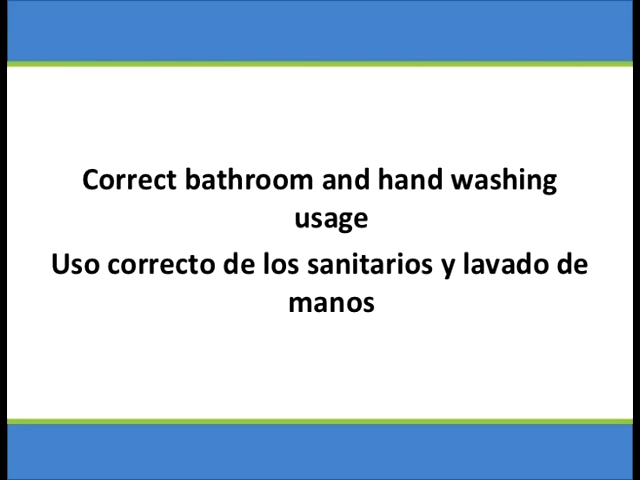 Correct bathroom and hand washing
usage
Uso correcto de los sanitarios y lavado de
manos